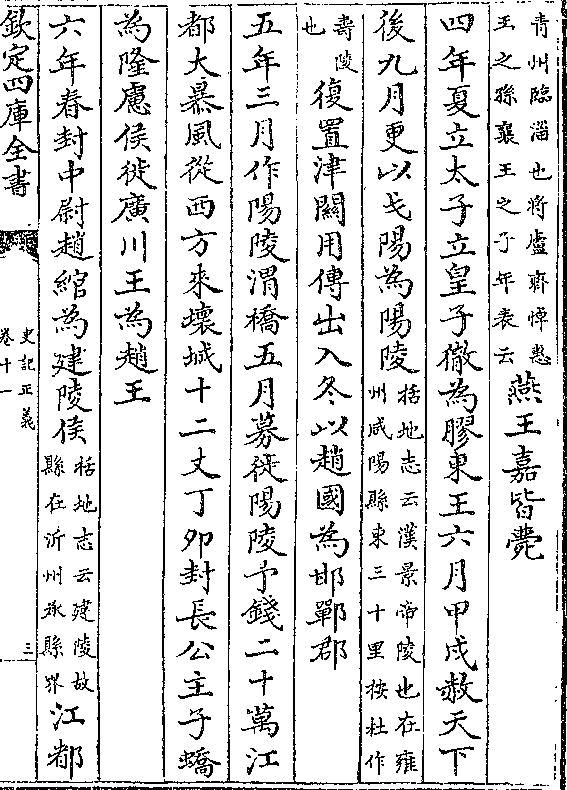 青州臨淄也將盧齊悼惠
王之孫襄王之子年表云
燕王嘉皆薨
四年夏立太子立皇子徹為膠東王六月甲戌赦天下
後九月更以弋陽為陽陵
括地志云漢景帝陵也在雍
州咸陽縣東三十里按杜作
壽陵
也
復置津關用傳出入冬以趙國為邯鄲郡
五年三月作陽陵渭橋五月募徙陽陵予錢二十萬江
都大暴風從西方來壞城十二丈丁卯封長公主子蟜
為隆慮侯徙廣川王為趙王
六年春封中尉趙綰為建陵侯
括地志云建陵故
縣在沂州承縣界
江都
欽定四庫全書
史記正義
卷十一
三